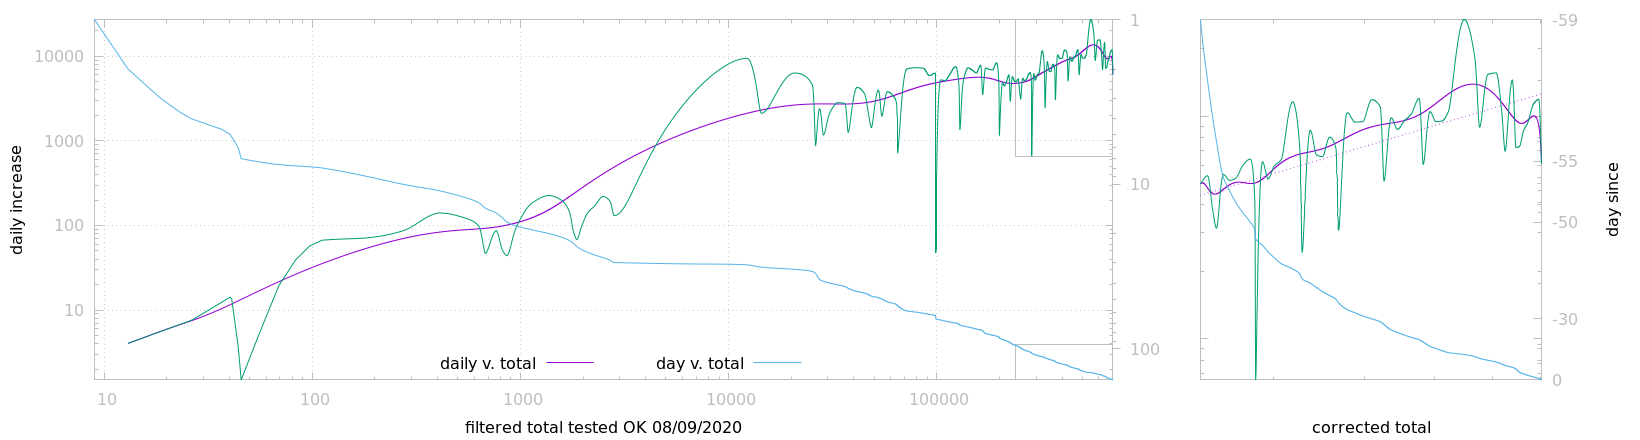 daily increase
10000
1000
100
10
10
100
1000
10000
100000
1
10
100
daily v. total
day v. total
filtered total tested OK 08/09/2020
-59
-55
-50
-30
0
day since
corrected total